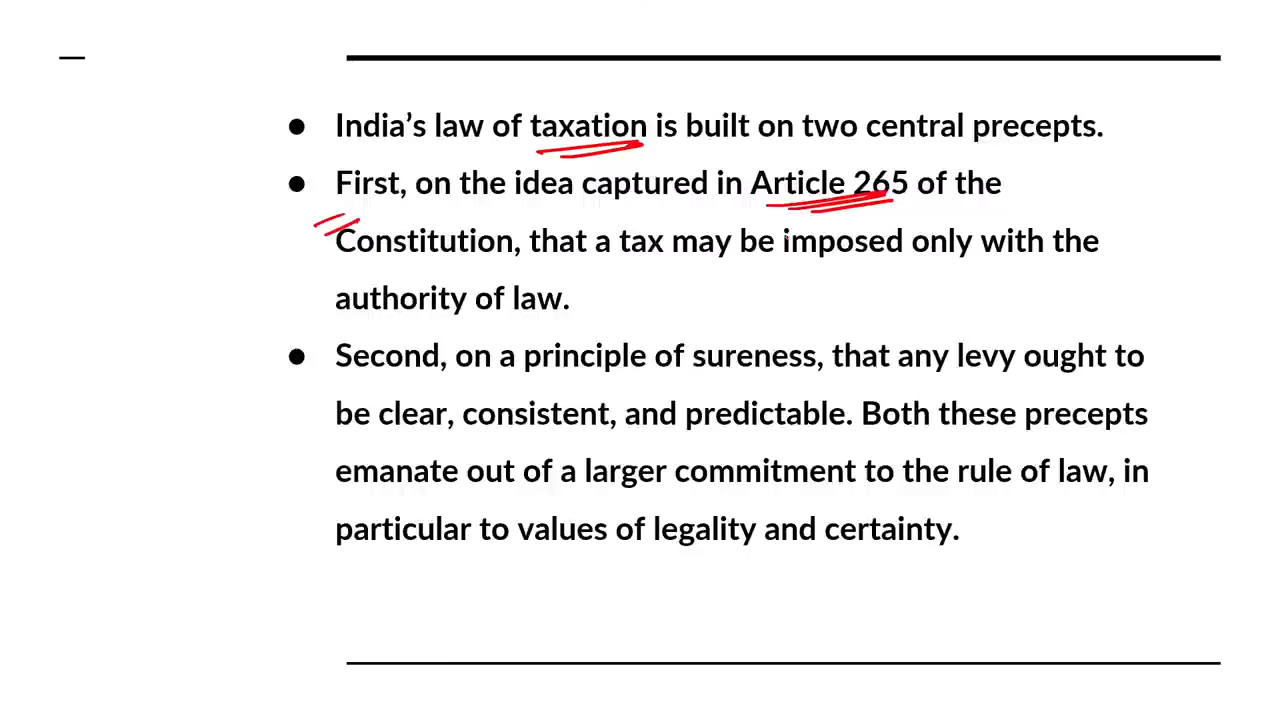 ● India’s law of taxation is built on two central precepts.
● First, on the idea captured in Article 265 of the
Constitution, that a tax may be imposed only with the
authority of law.
● Second, on a principle of sureness, that any levy ought to
be clear, consistent, and predictable. Both these precepts
emanate out of a larger commitment to the rule of law, in
particular to values of legality and certainty.